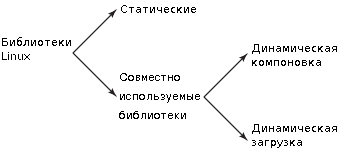 Библиотеки
Linux
Статические
Совместно
используемые
библиотеки
Динамическая
компоновка
Динамическая
загрузка